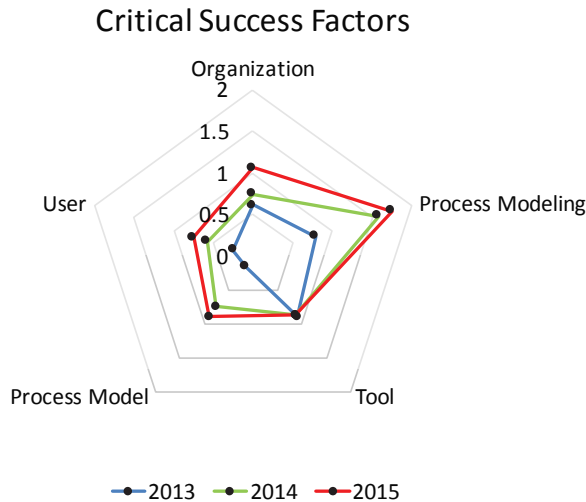 Critical Success Factors
Organization
2
1.5
1
0.5
0
User
Process Modeling
Process Model
Tool
2013 2014 2015